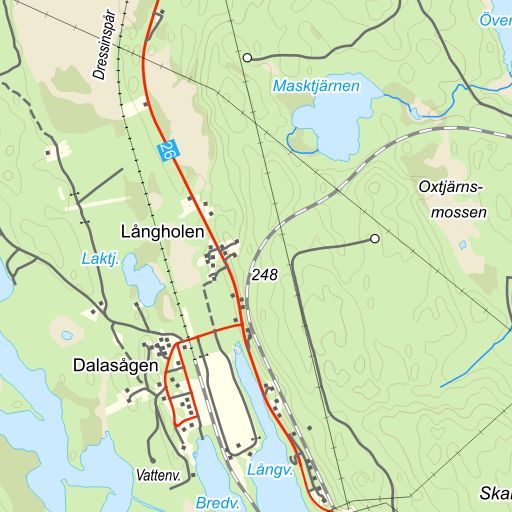 Dressinspår
Över
Masktjärnen
26
Oxtjärns-
mossen
Långholen
Laktj.
248
Dalasågen
Vattenv.
Långv.
Bredv.
Skal